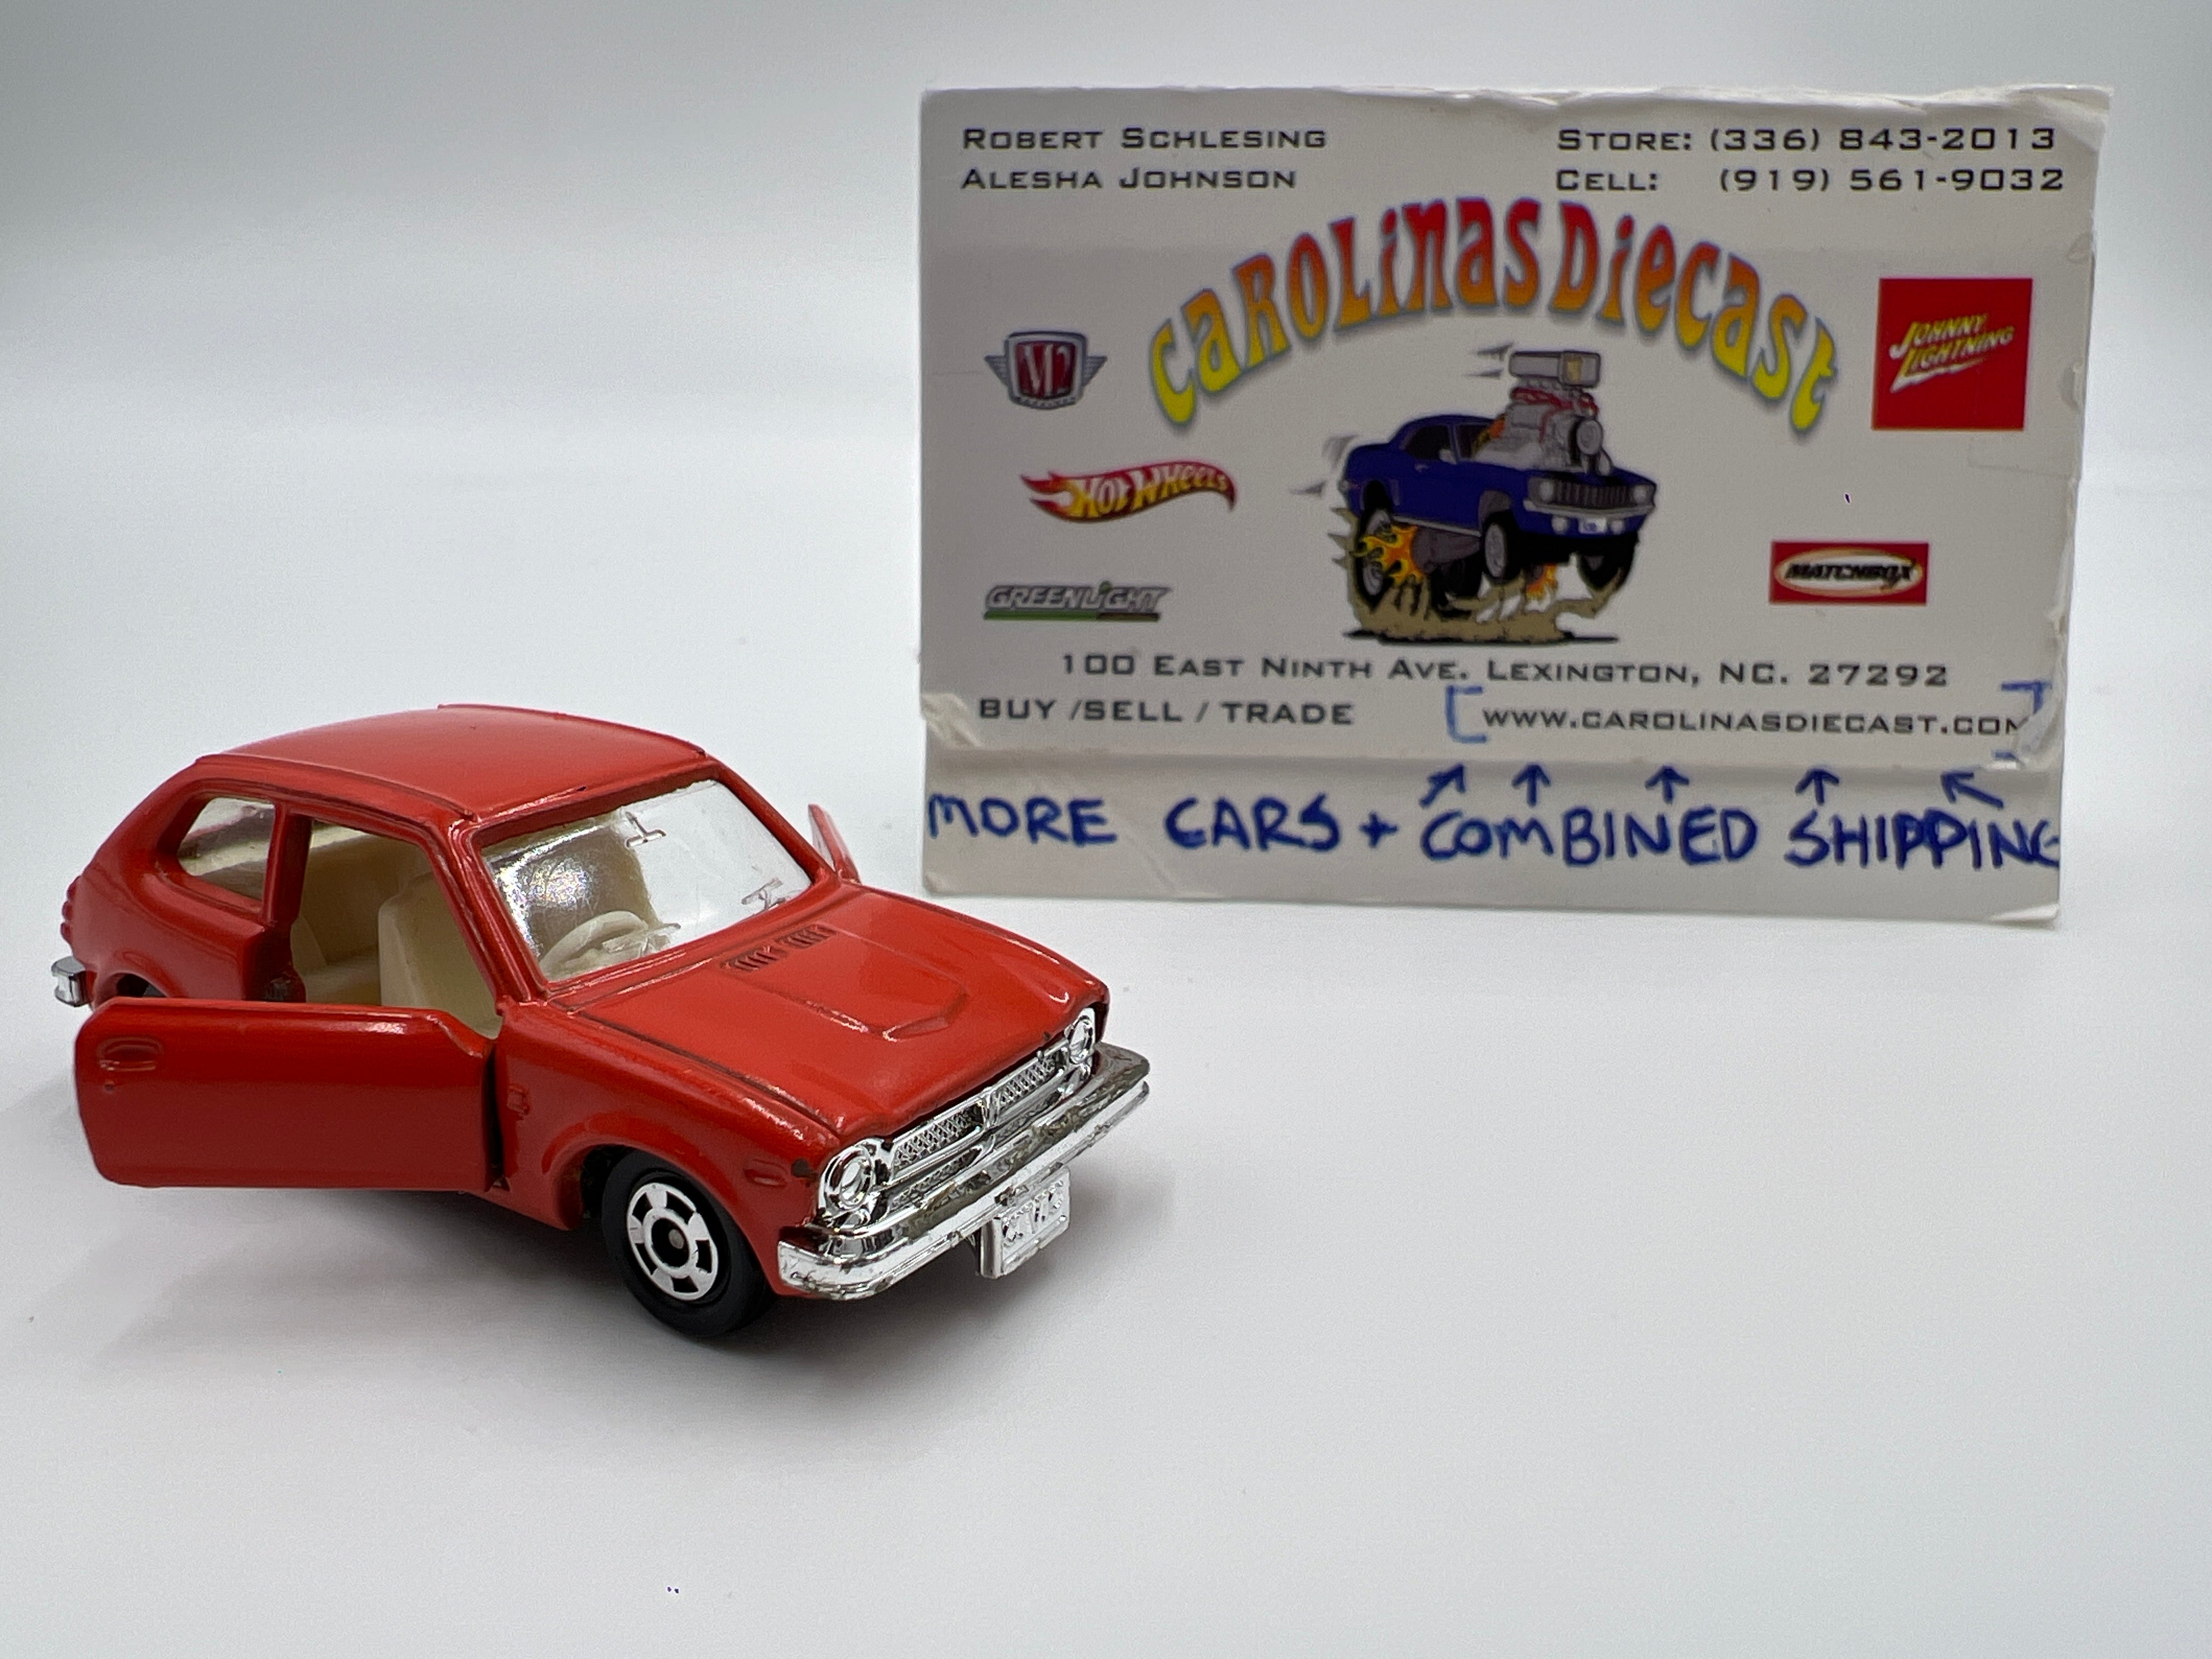 ROBERT SCHLESING
ALESHA JOHNSON
STORE: (336) 843-2013
CELL: (919) 561-9032
CAROLINAS DIECAST
M2
JOHNNY LIGHTNING
HOT WHEELS
GREENLIGHT
MATCHBOX
100 EAST NINTH AVE. LEXINGTON, NC. 27292
BUY /SELL / TRADE [WWW.CAROLINASDIECAST.COM]
MORE CARS + COMBINED SHIPPING